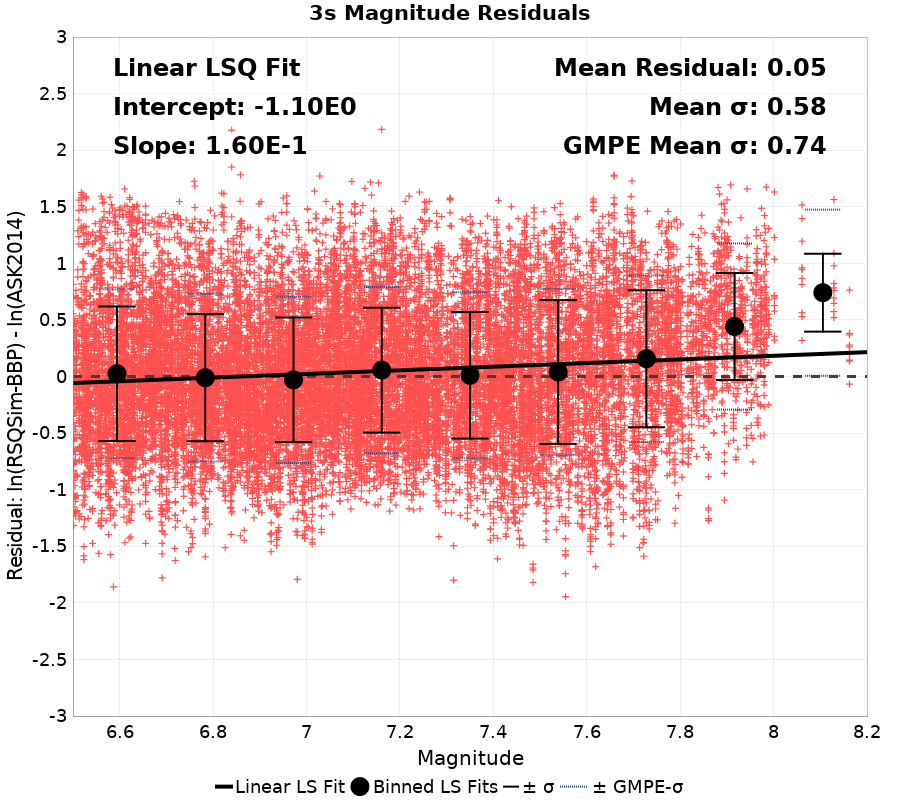 3s Magnitude Residuals
Linear LSQ Fit
Intercept: -1.10E0
Slope: 1.60E-1
Mean Residual: 0.05
Mean σ: 0.58
GMPE Mean σ: 0.74
Residual: ln(RSQSim-BBP) - ln(ASK2014)
3
2.5
2
1.5
1
0.5
0
-0.5
-1
-1.5
-2
-2.5
-3
6.6 6.8 7 7.2 7.4 7.6 7.8 8 8.2
Magnitude
Linear LS Fit Binned LS Fits ± σ ± GMPE-σ